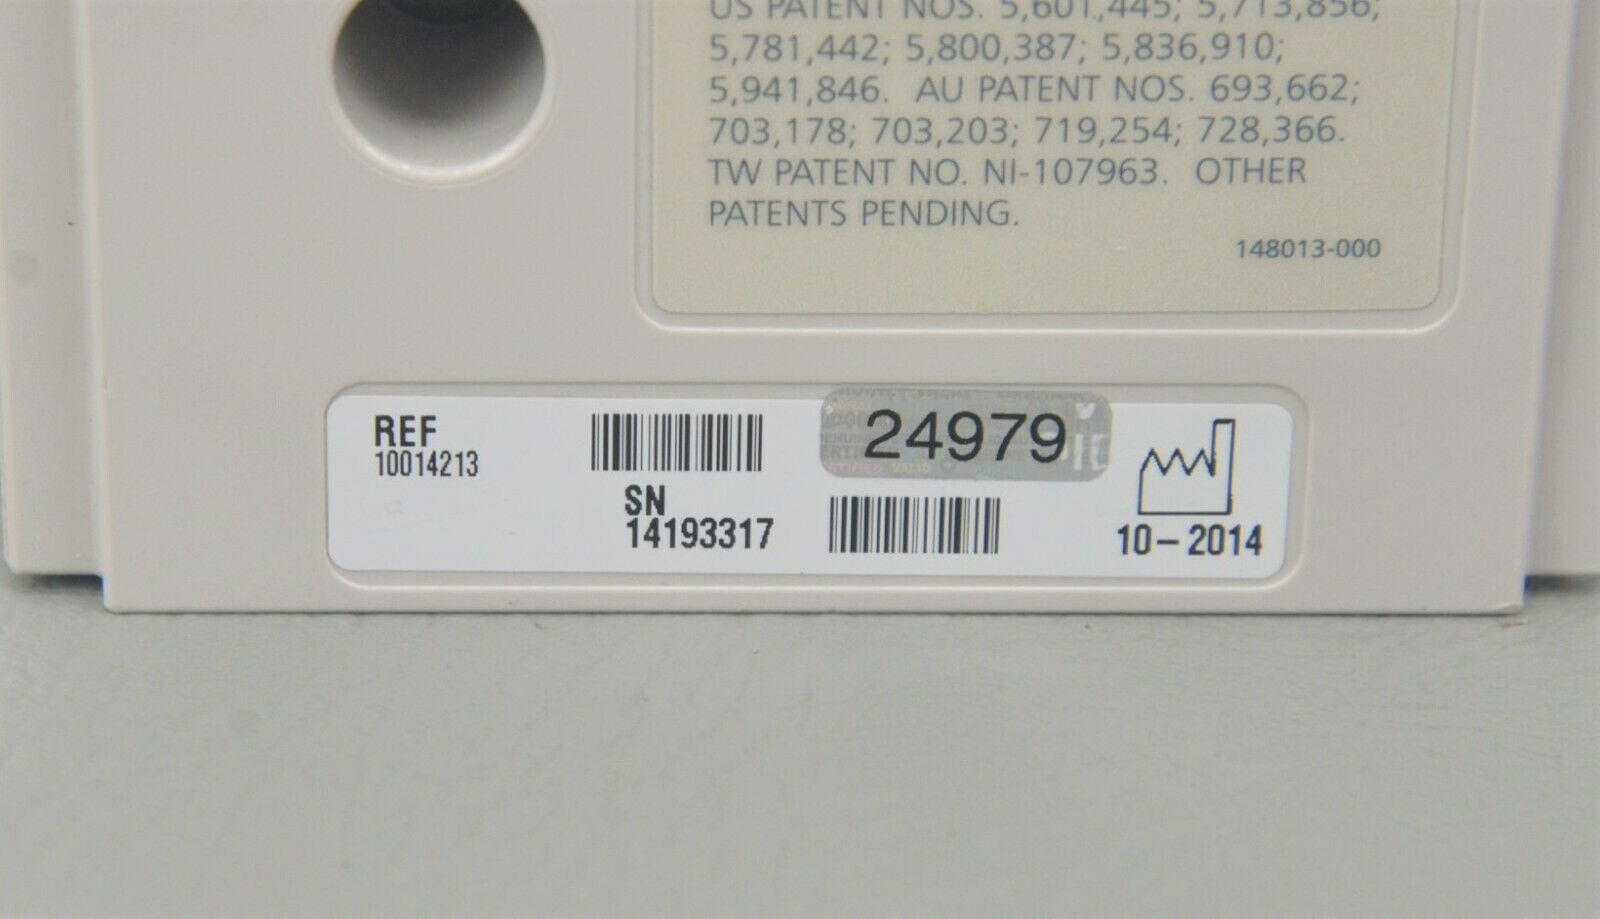 US PATENT NOS. 5,601,445; 5,713,856;
5,781,442; 5,800,387; 5,836,910;
5,941,846. AU PATENT NOS. 693,662;
703,178; 703,203; 719,254; 728,366.
TW PATENT NO. NI-107963. OTHER
PATENTS PENDING.
148013-000
REF
10014213
24979
SN
14193317
10-2014